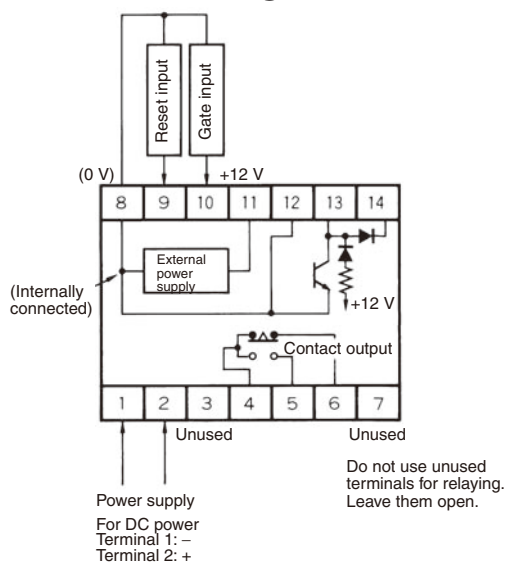 Reset input
Gate input
(0 V)
+12 V
8 9 10 11 12 13 14
External
power
supply
(Internally
connected)
+12 V
Contact output
1 2 3 4 5 6 7
Unused
Unused
Do not use unused
terminals for relaying.
Leave them open.
Power supply
For DC power
Terminal 1: −
Terminal 2: +